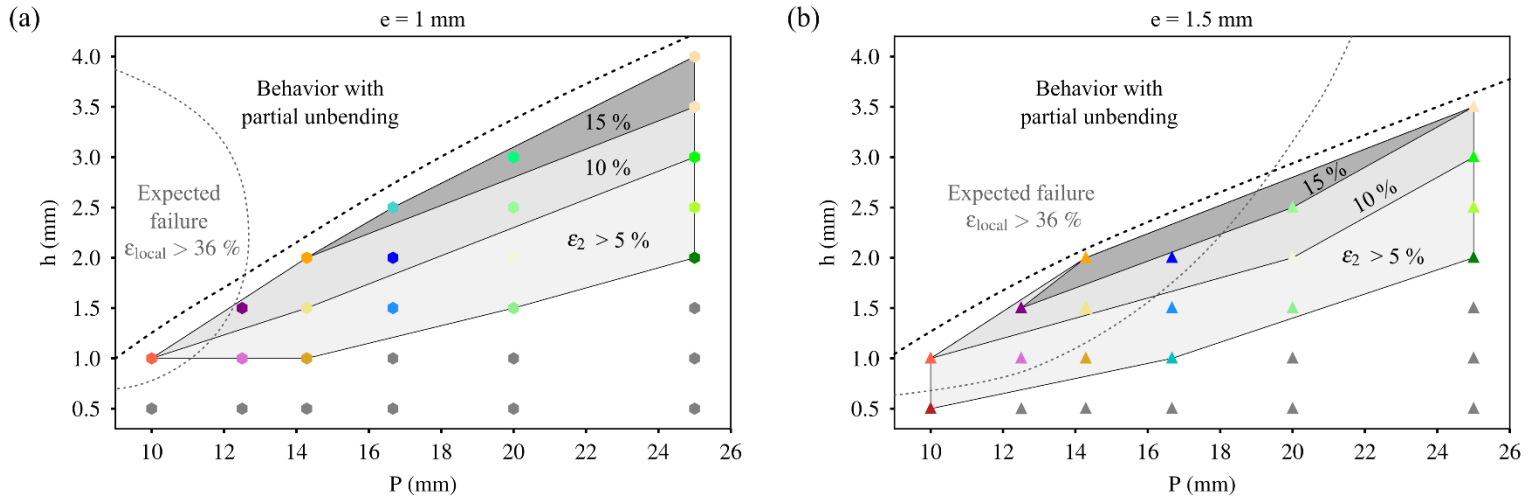 (a)
e = 1 mm
h (mm)
4.0
3.5
3.0
2.5
2.0
1.5
1.0
0.5
Behavior with
partial unbending
Expected
failure
εlocal > 36 %
15 %
10 %
ε2 > 5 %
10
12
14
16
18
20
22
24
26
P (mm)
(b)
e = 1.5 mm
h (mm)
4.0
3.5
3.0
2.5
2.0
1.5
1.0
0.5
Behavior with
partial unbending
Expected failure
εlocal > 36 %
15 %
10 %
ε2 > 5 %
10
12
14
16
18
20
22
24
26
P (mm)